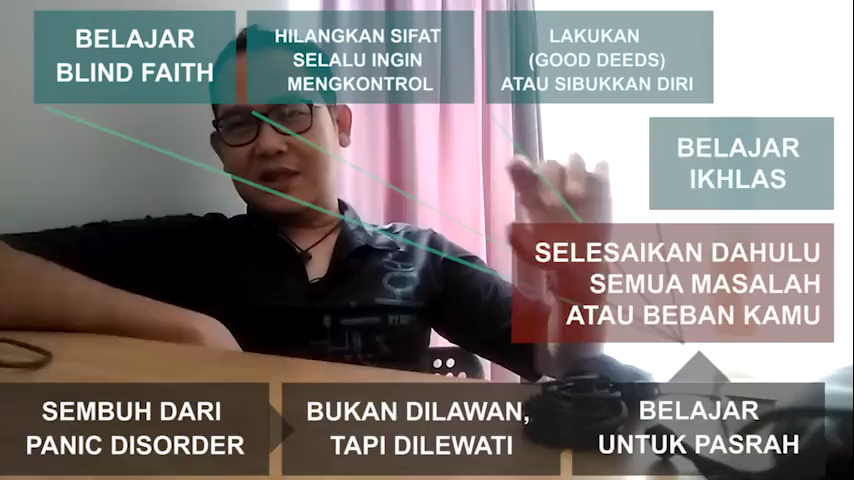 BELAJAR
BLIND FAITH
HILANGKAN SIFAT
SELALU INGIN
MENGKONTROL
LAKUKAN
(GOOD DEEDS)
ATAU SIBUKKAN DIRI
BELAJAR
IKHLAS
SELESAIKAN DAHULU
SEMUA MASALAH
ATAU BEBAN KAMU
SEMBUH DARI
PANIC DISORDER
BUKAN DILAWAN,
TAPI DILEWATI
BELAJAR
UNTUK PASRAH